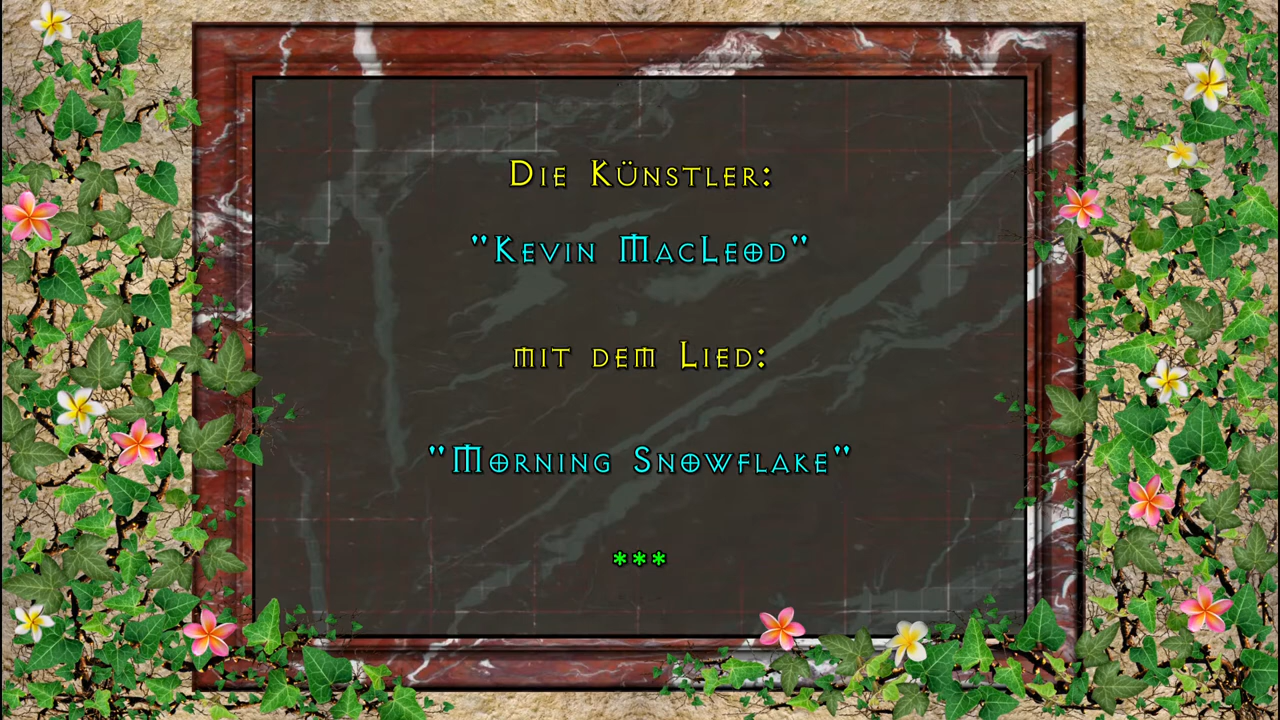 Die Künstler:
"Kevin MacLeod"
mit dem Lied:
"Morning Snowflake"
***